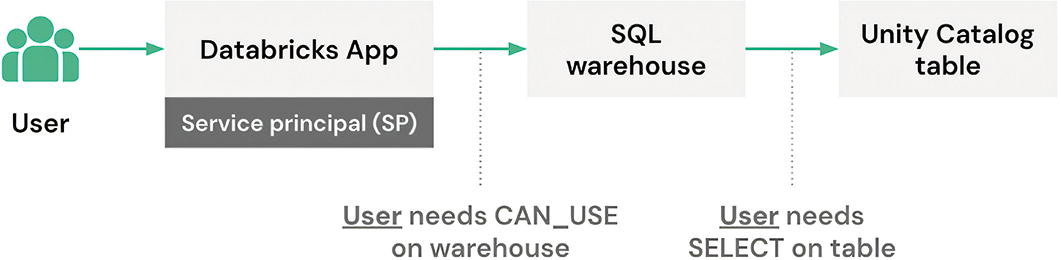 User
Databricks App
Service principal (SP)
SQL
warehouse
Unity Catalog
table
User needs CAN_USE
on warehouse
User needs
SELECT on table